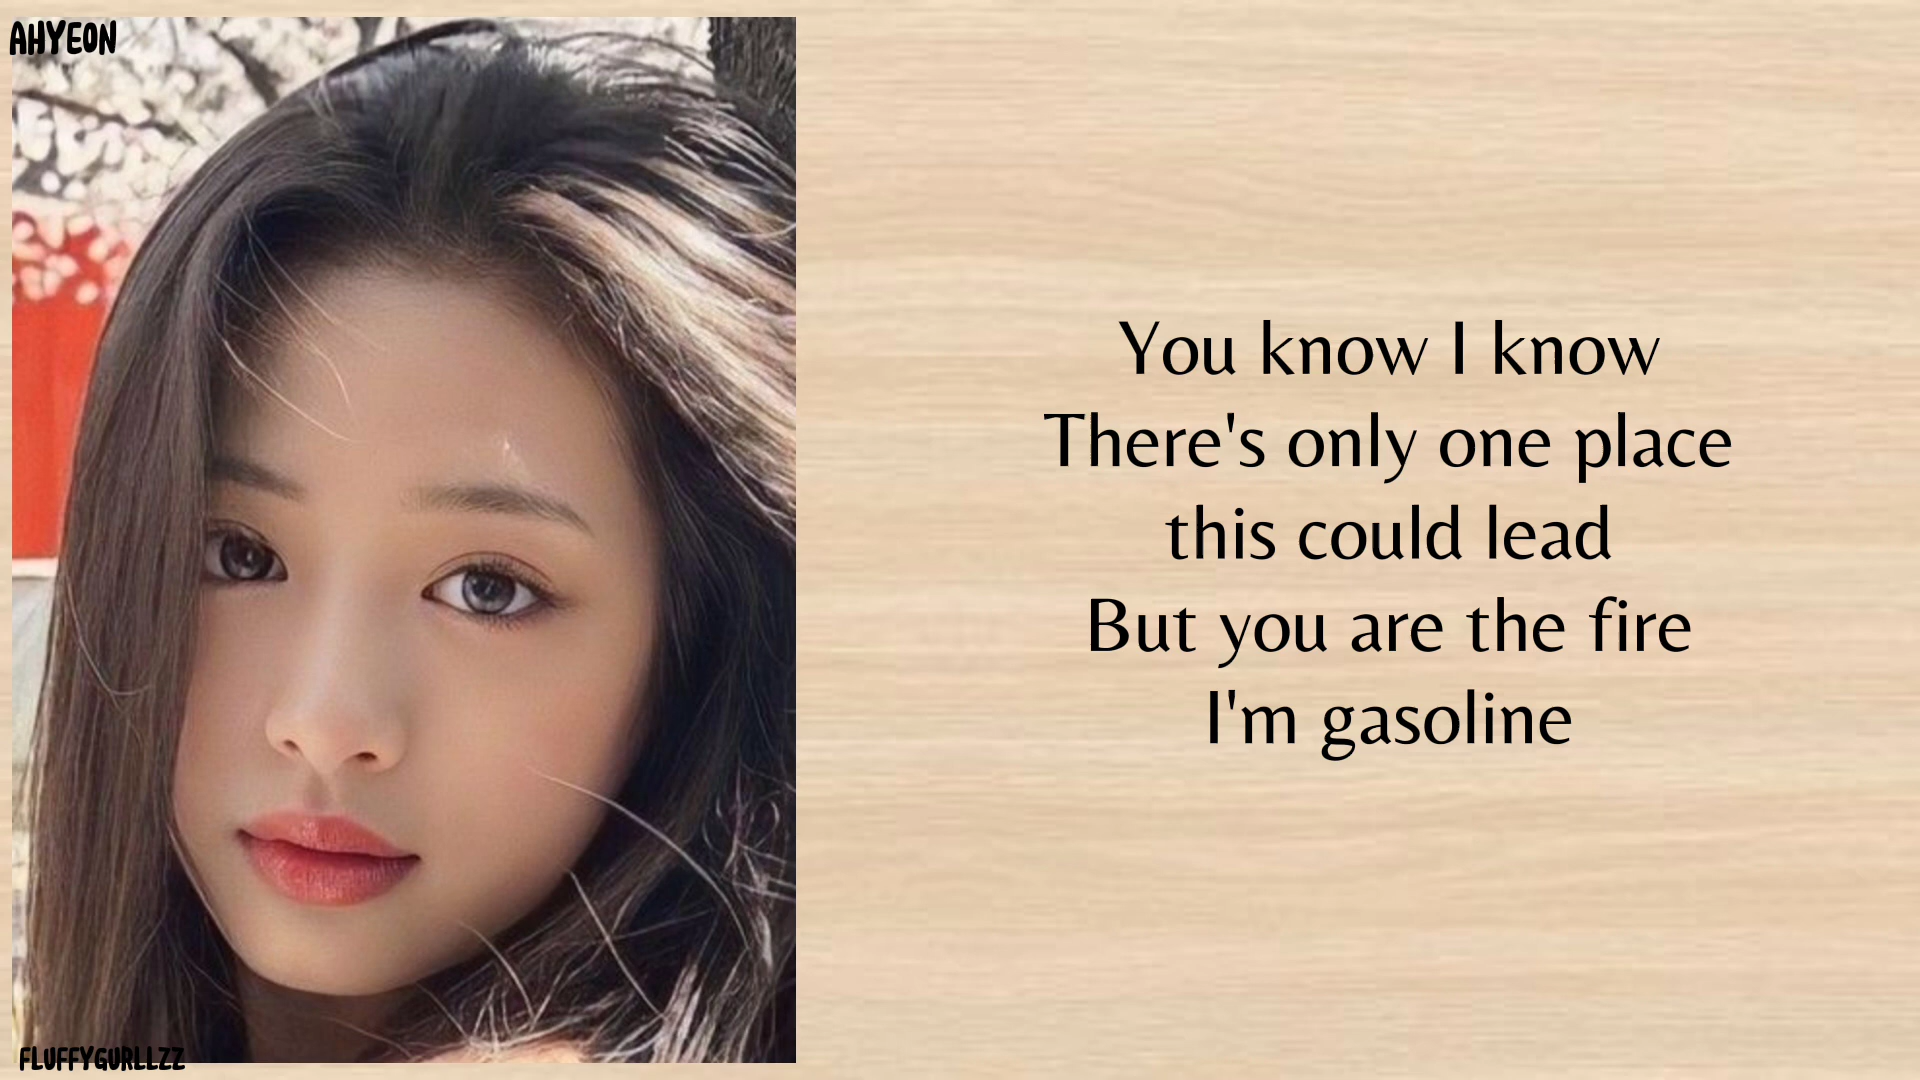 AHYEON
You know I know
There's only one place
this could lead
But you are the fire
I'm gasoline
FLUFFYGURLLZZ